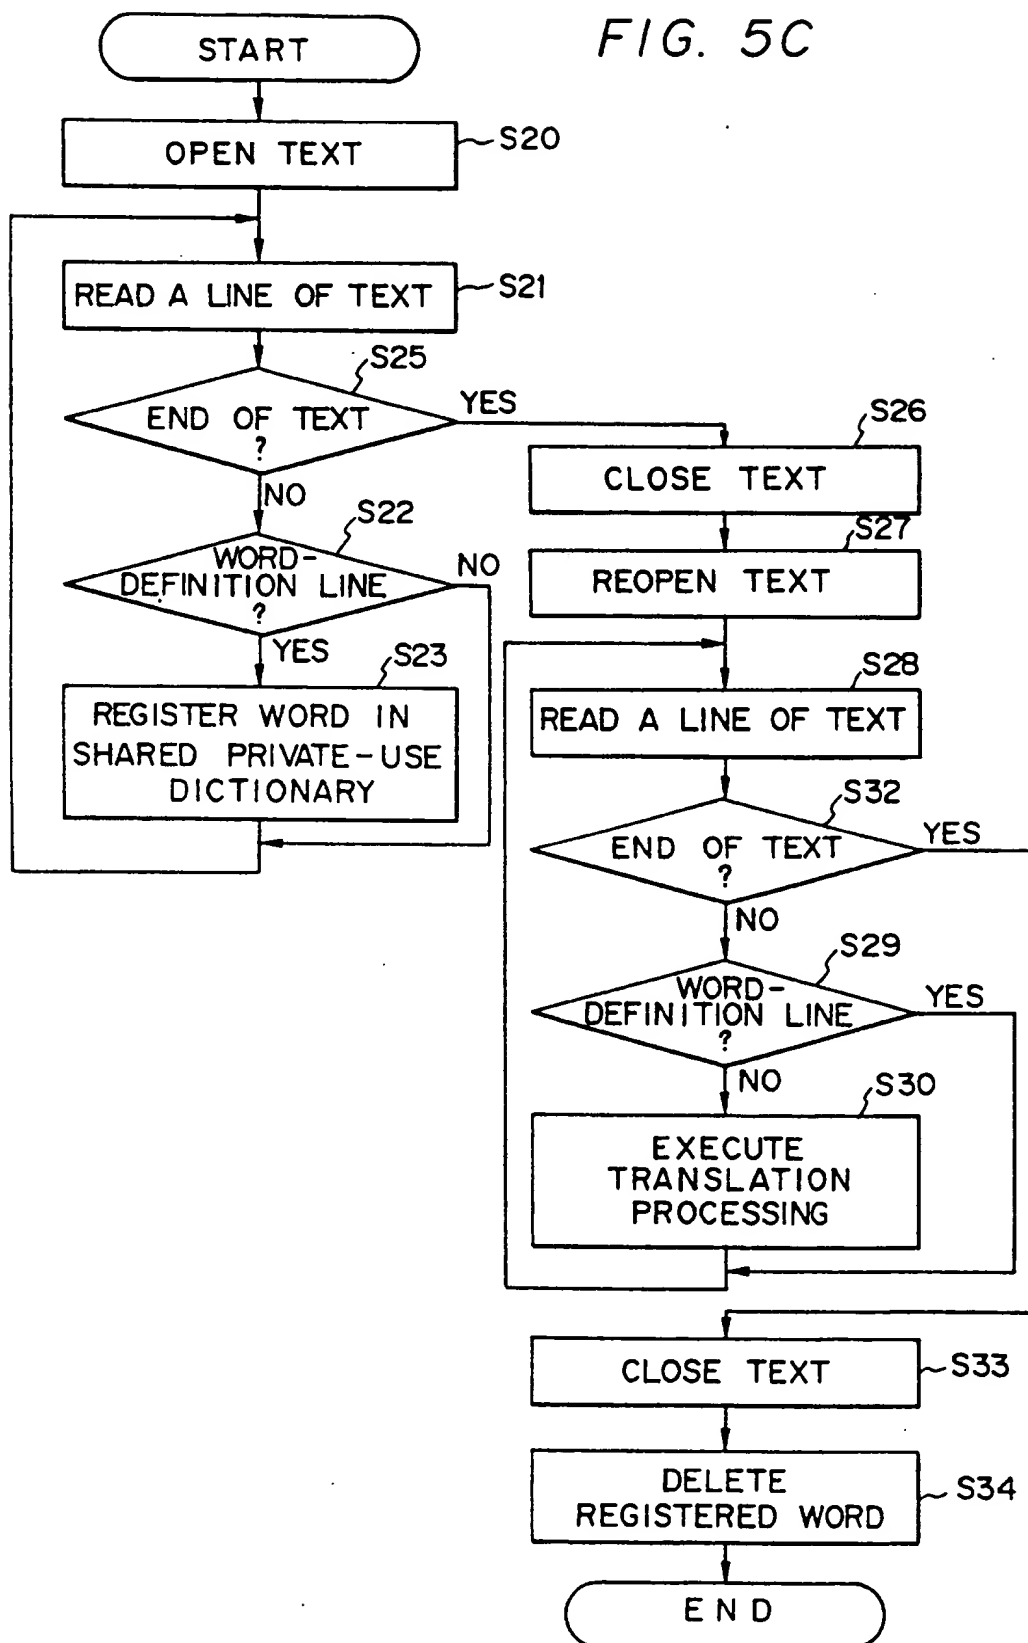 FIG. 5C
START
OPEN TEXT
S20
READ A LINE OF TEXT
S21
S25
END OF TEXT
?
YES
NO
S22
WORD-
DEFINITION LINE
?
NO
YES
S23
REGISTER WORD IN
SHARED PRIVATE-USE
DICTIONARY
S26
CLOSE TEXT
S27
REOPEN TEXT
S28
READ A LINE OF TEXT
S32
END OF TEXT
?
YES
NO
S29
WORD-
DEFINITION LINE
?
YES
NO
S30
EXECUTE
TRANSLATION
PROCESSING
CLOSE TEXT
S33
DELETE
REGISTERED WORD
S34
END